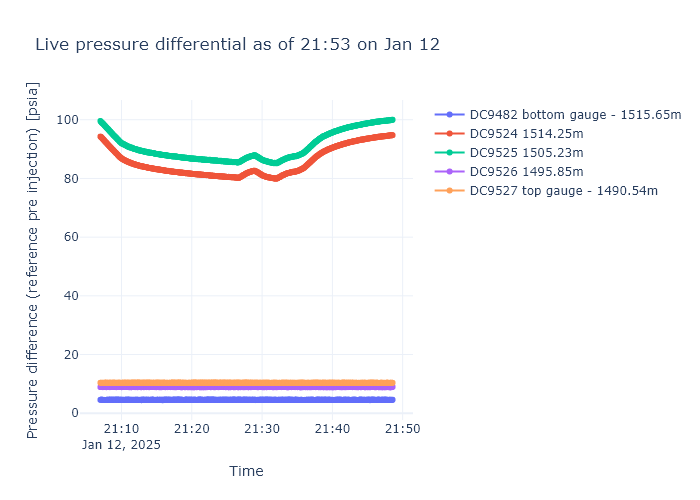 Live pressure differential as of 21:53 on Jan 12
Pressure difference (reference pre injection) [psia]
100
80
60
40
20
0
21:10
21:20
21:30
21:40
21:50
Jan 12, 2025
Time
DC9482 bottom gauge - 1515.65m
DC9524 1514.25m
DC9525 1505.23m
DC9526 1495.85m
DC9527 top gauge - 1490.54m